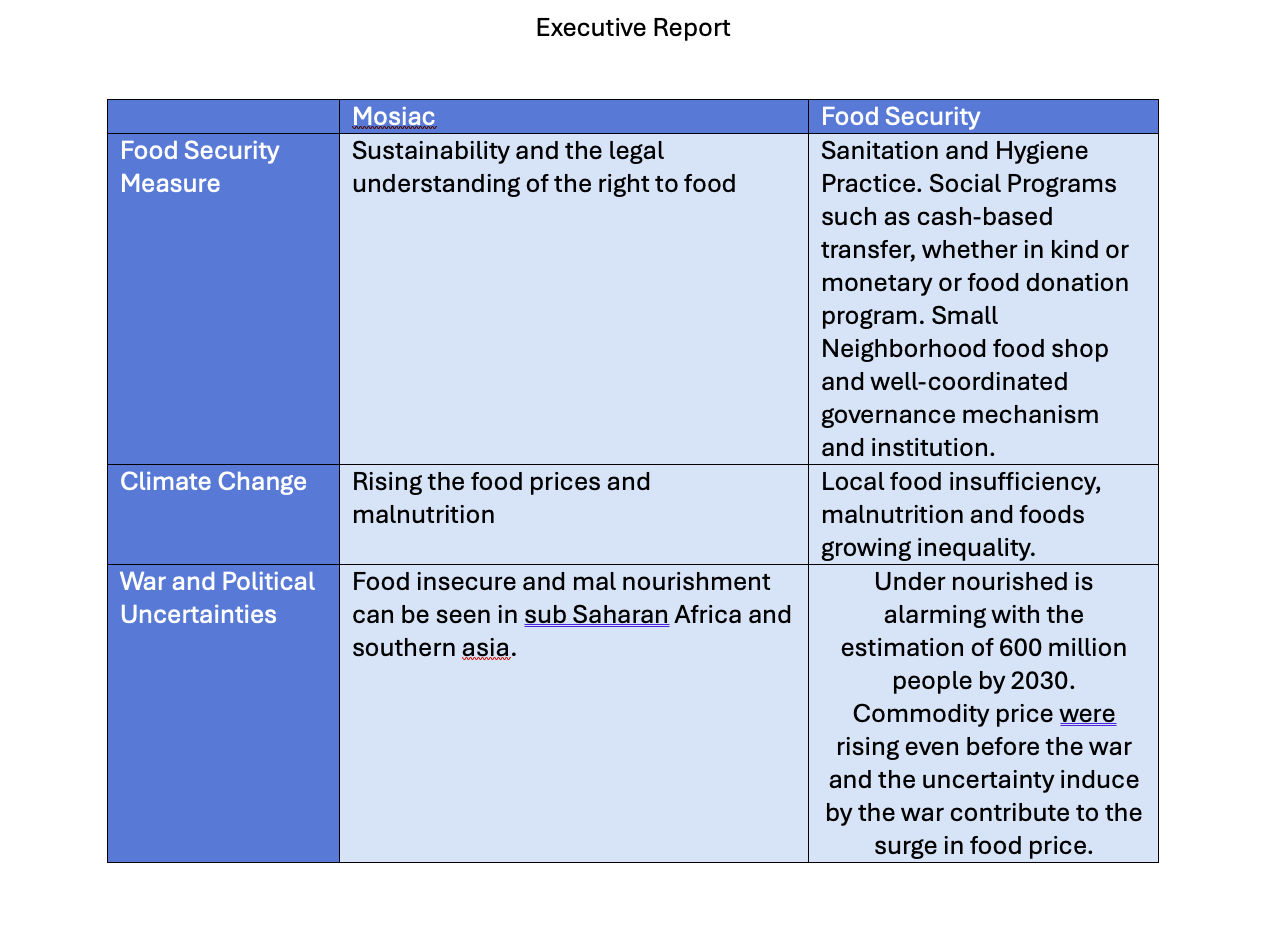 Executive Report
Mosiac
Food Security
Food Security
Measure
Sustainability and the legal
understanding of the right to food
Sanitation and Hygiene
Practice. Social Programs
such as cash-based
transfer, whether in kind or
monetary or food donation
program. Small
Neighborhood food shop
and well-coordinated
governance mechanism
and institution.
Climate Change
Rising the food prices and
malnutrition
Local food insufficiency,
malnutrition and foods
growing inequality.
War and Political
Uncertainties
Food insecure and mal nourishment
can be seen in sub Saharan Africa and
southern asia.
Under nourished is
alarming with the
estimation of 600 million
people by 2030.
Commodity price were
rising even before the war
and the uncertainty induce
by the war contribute to the
surge in food price.